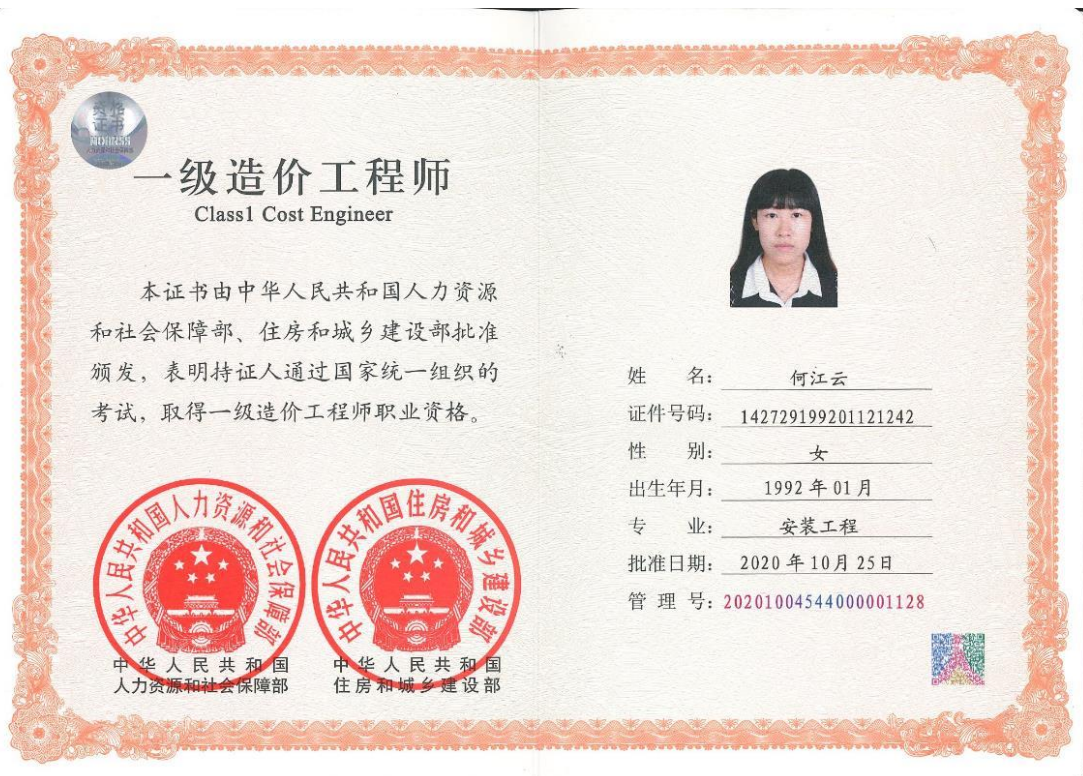 资格
证书
MOHRSS
一级造价工程师
Class1 Cost Engineer
本证书由中华人民共和国人力资源
和社会保障部、住房和城乡建设部批准
颁发，表明持证人通过国家统一组织的
考试，取得一级造价工程师职业资格。
中华人民共和国人力资源和社会保障部
中华人民共和国住房和城乡建设部
中华人民共和国
人力资源和社会保障部
中华人民共和国
住房和城乡建设部
姓 名：何江云
证件号码：142729199201121242
性 别：女
出生年月：1992年01月
专 业：安装工程
批准日期：2020年10月25日
管 理 号：20201004544000001128